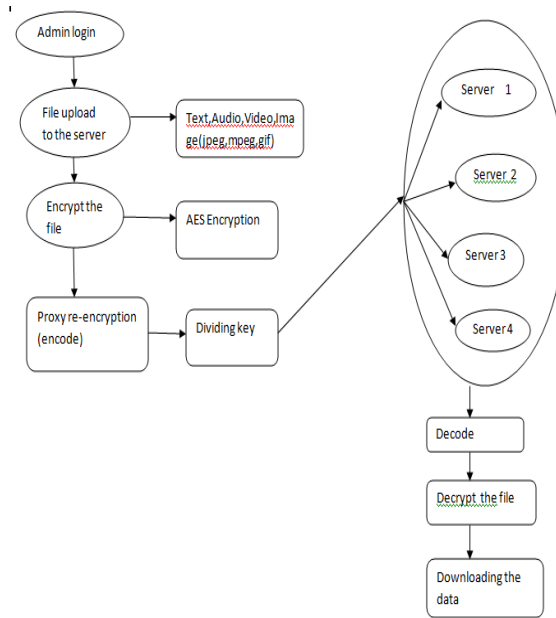 Admin login
File upload
to the server
Text,Audio,Video,Ima
ge(jpeg,mpeg,gif)
Encrypt the
file
AES Encryption
Proxy re-encryption
(encode)
Dividing key
Server 1
Server 2
Server 3
Server4
Decode
Decrypt the file
Downloading the
data